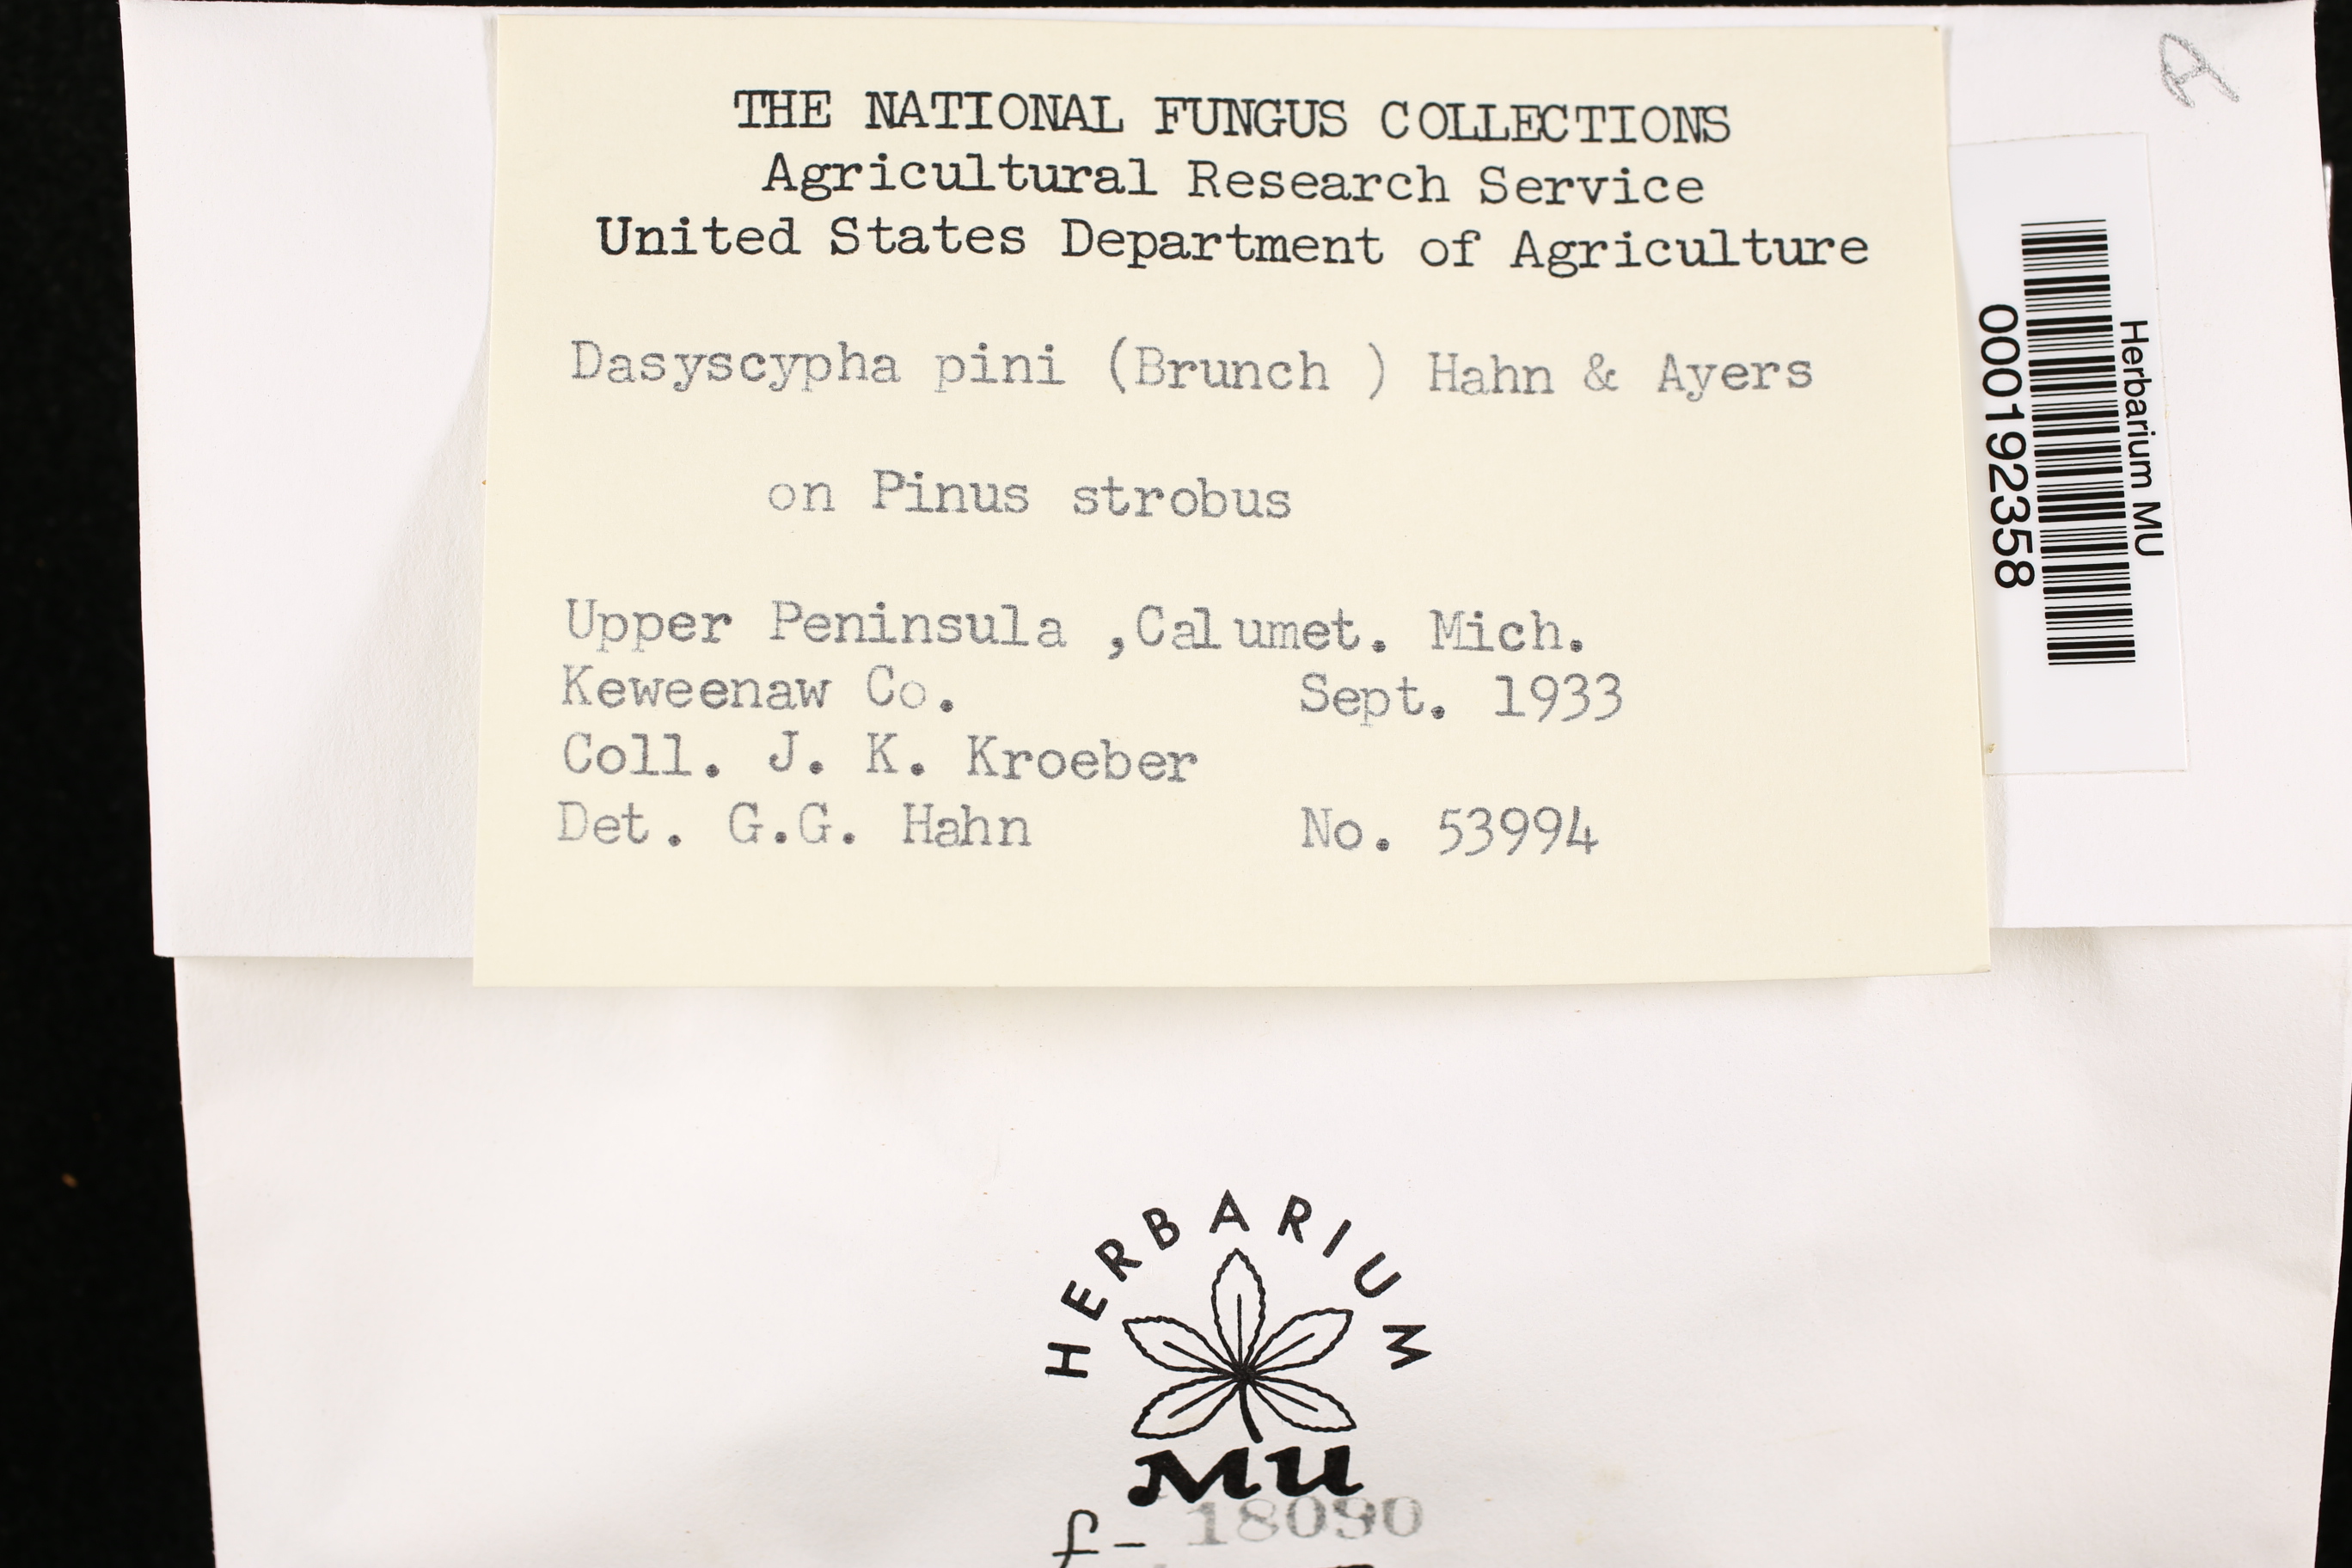 THE NATIONAL FUNGUS COLLECTIONS
Agricultural Research Service
United States Department of Agriculture
Dasyscypha pini (Brunch ) Hahn & Ayers
on Pinus strobus
Upper Peninsula ,Calumet. Mich.
Keweenaw Co. Sept. 1933
Coll. J. K. Kroeber
Det. G.G. Hahn No. 53994
A
Herbarium MU
000192358
HERBARIUM
MU
f- 18090